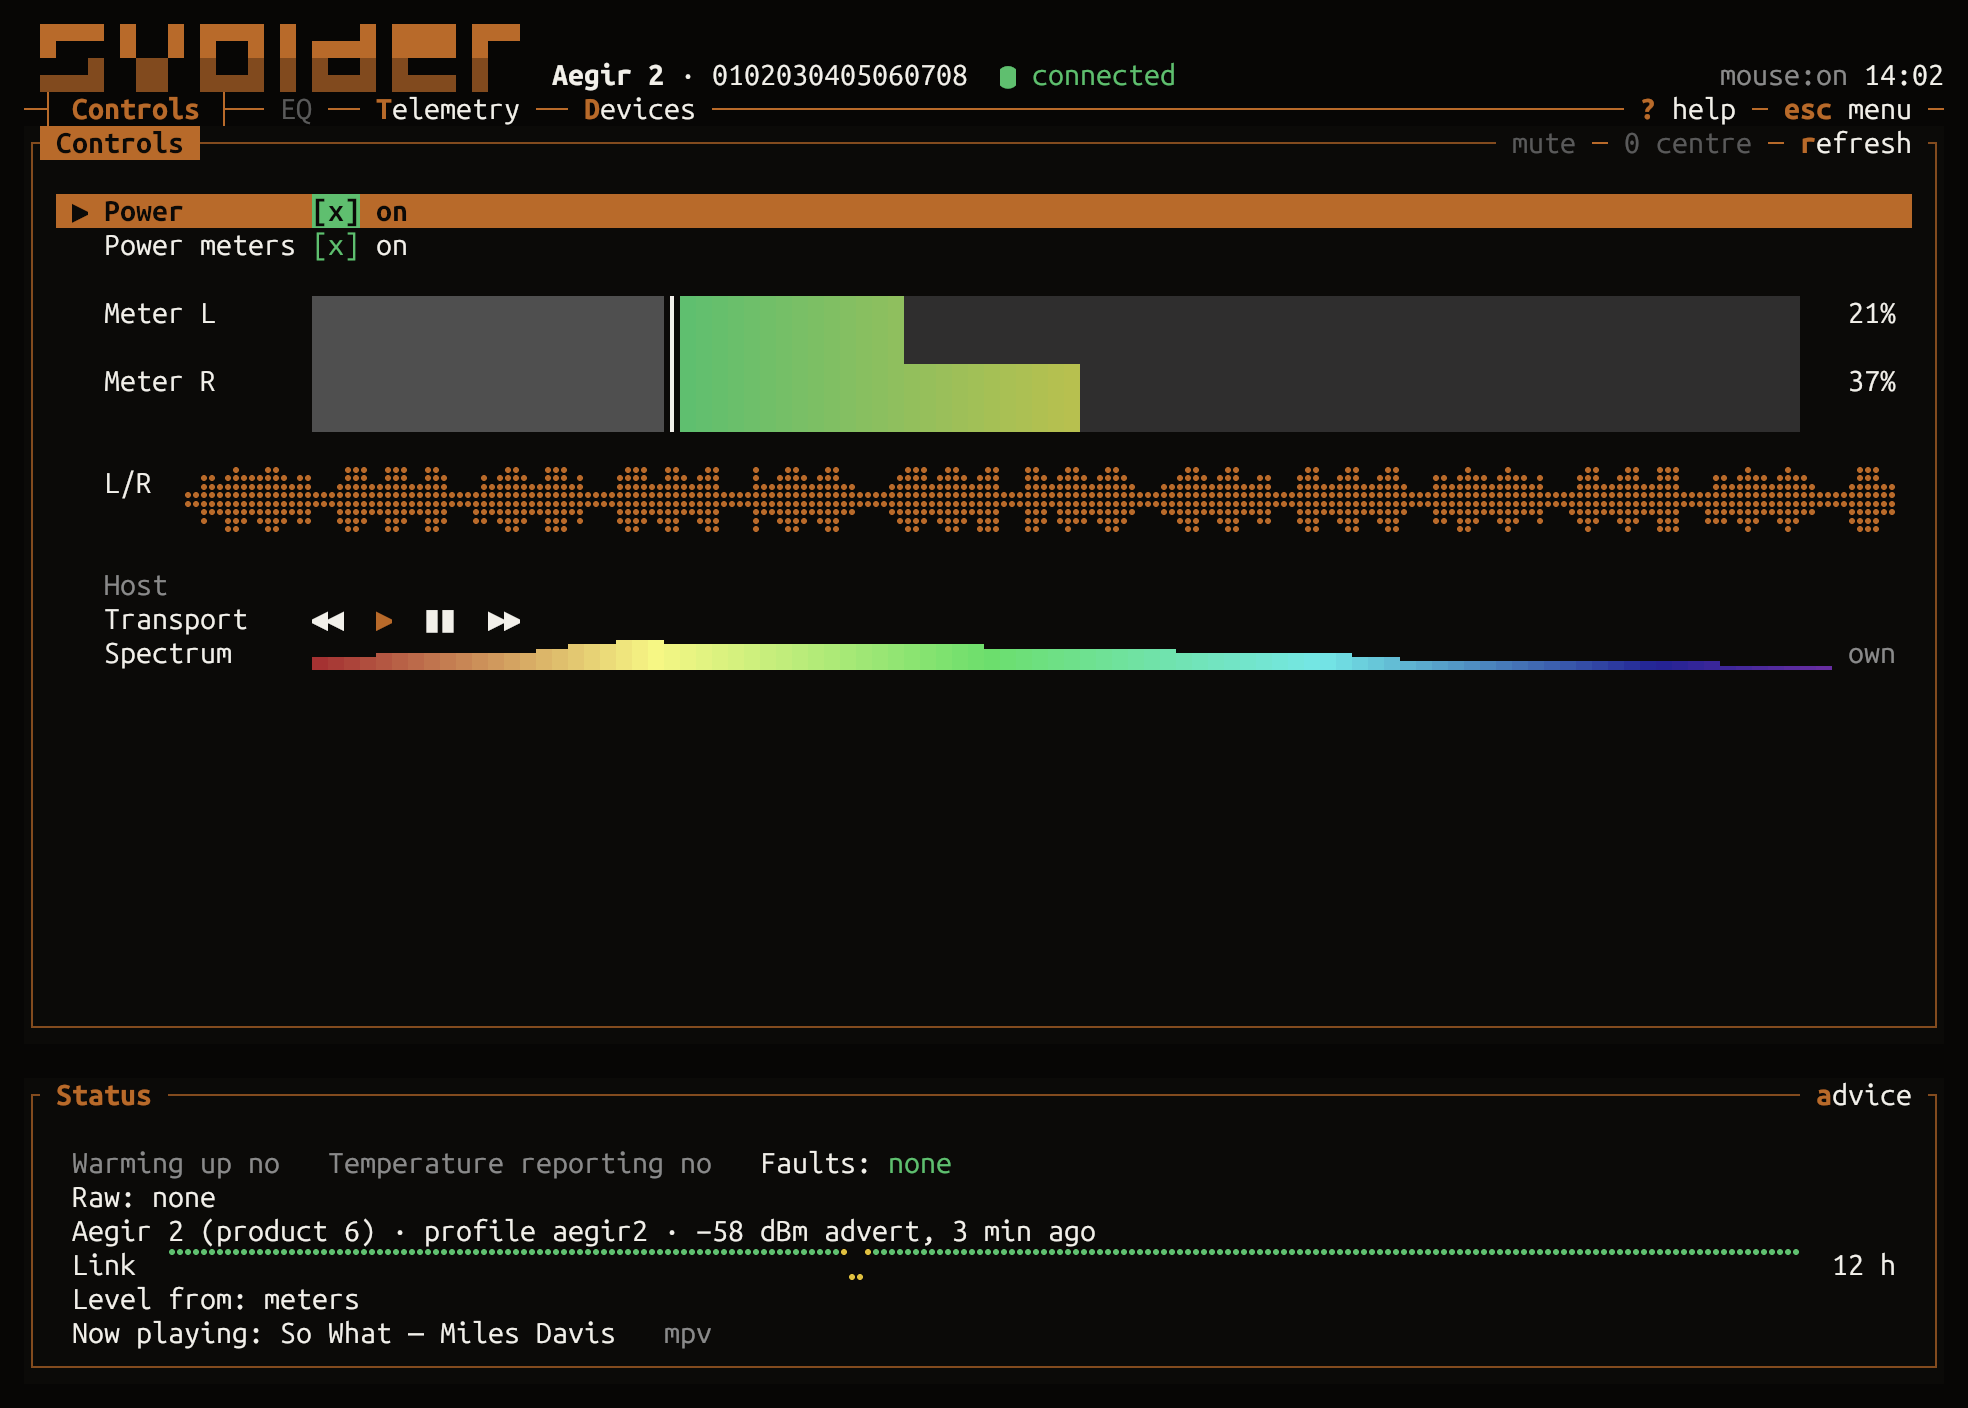 svolder
Aegir 2 · 0102030405060708 connected mouse:on 14:02
Controls EQ Telemetry Devices ? help esc menu
Controls mute 0 centre refresh
▶ Power [x] on
Power meters [x] on
Meter L 21%
Meter R 37%
L/R
Host
Transport
Spectrum own
Status advice
Warming up no Temperature reporting no Faults: none
Raw: none
Aegir 2 (product 6) · profile aegir2 · −58 dBm advert, 3 min ago
Link 12 h
Level from: meters
Now playing: So What — Miles Davis mpv